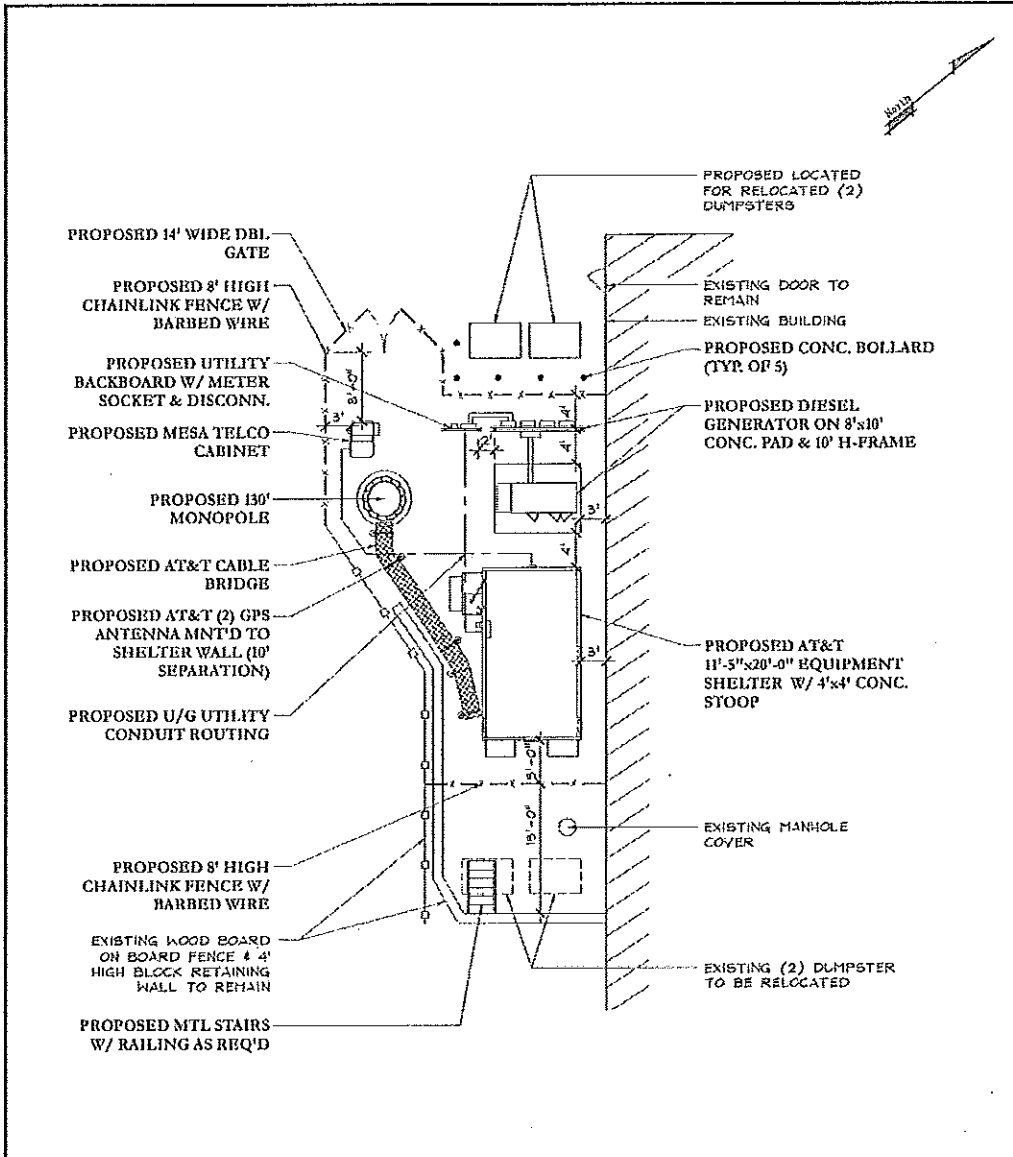 North
PROPOSED LOCATED
FOR RELOCATED (2)
DUMPSTERS
PROPOSED 14' WIDE DBL
GATE
PROPOSED 8' HIGH
CHAINLINK FENCE W/
BARBED WIRE
PROPOSED UTILITY
BACKBOARD W/ METER
SOCKET & DISCONN.
PROPOSED MESA TELCO
CABINET
PROPOSED 130'
MONOPOLE
PROPOSED AT&T CABLE
BRIDGE
PROPOSED AT&T (2) GPS
ANTENNA MNT'D TO
SHELTER WALL (10'
SEPARATION)
PROPOSED U/G UTILITY
CONDUIT ROUTING
PROPOSED 8' HIGH
CHAINLINK FENCE W/
BARBED WIRE
EXISTING WOOD BOARD
ON BOARD FENCE & 4'
HIGH BLOCK RETAINING
WALL TO REMAIN
PROPOSED MTL STAIRS
W/ RAILING AS REQ'D
EXISTING DOOR TO
REMAIN
EXISTING BUILDING
PROPOSED CONC. BOLLARD
(TYP. OF 5)
PROPOSED DIESEL
GENERATOR ON 8'x10'
CONC. PAD & 10' H-FRAME
PROPOSED AT&T
11'-5"x20'-0" EQUIPMENT
SHELTER W/ 4'x4' CONC.
STOOP
EXISTING MANHOLE
COVER
EXISTING (2) DUMPSTER
TO BE RELOCATED
8'-0"
3'
2'
4'
4'
3'
4'
3'
18'-0"